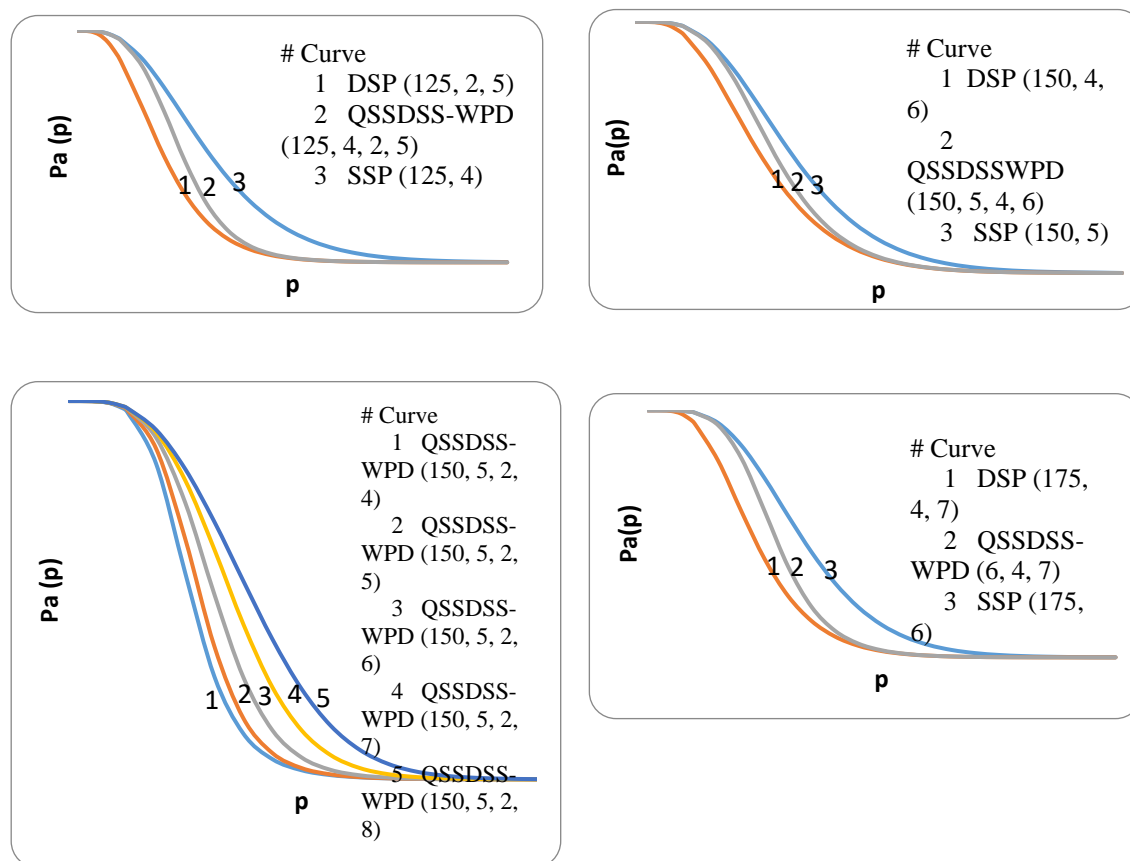 # Curve
1 DSP (125, 2, 5)
2 QSSDSS-WPD
(125, 4, 2, 5)
3 SSP (125, 4)
Pa (p)
1 2 3
p
# Curve
1 DSP (150, 4,
6)
2
QSSDSSWPD
(150, 5, 4, 6)
3 SSP (150, 5)
Pa(p)
1 2 3
p
# Curve
1 QSSDSS-
WPD (150, 5, 2,
4)
2 QSSDSS-
WPD (150, 5, 2,
5)
3 QSSDSS-
WPD (150, 5, 2,
6)
4 QSSDSS-
WPD (150, 5, 2,
7)
5 QSSDSS-
WPD (150, 5, 2,
8)
Pa (p)
1 2 3 4 5
p
# Curve
1 DSP (175,
4, 7)
2 QSSDSS-
WPD (6, 4, 7)
3 SSP (175,
6)
Pa(p)
1 2 3
p